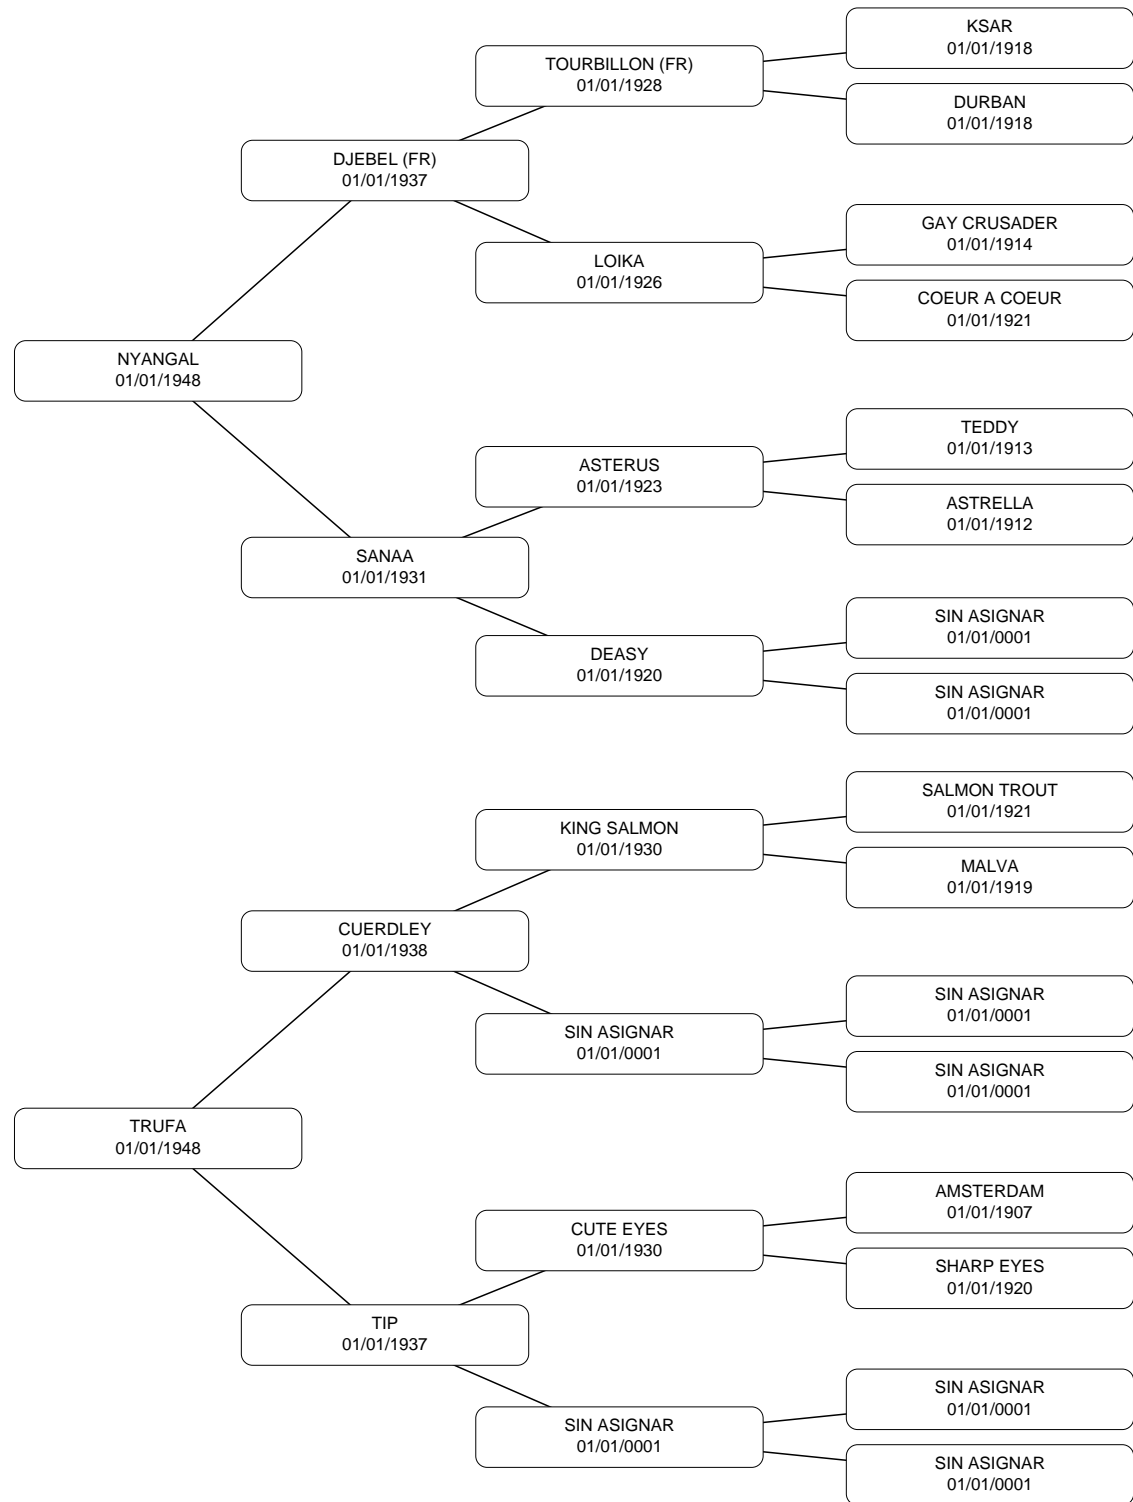 KSAR
01/01/1918
TOURBILLON (FR)
01/01/1928
DURBAN
01/01/1918
DJEBEL (FR)
01/01/1937
GAY CRUSADER
01/01/1914
LOIKA
01/01/1926
COEUR A COEUR
01/01/1921
NYANGAL
01/01/1948
TEDDY
01/01/1913
ASTERUS
01/01/1923
ASTRELLA
01/01/1912
SANAA
01/01/1931
SIN ASIGNAR
01/01/0001
DEASY
01/01/1920
SIN ASIGNAR
01/01/0001
SALMON TROUT
01/01/1921
KING SALMON
01/01/1930
MALVA
01/01/1919
CUERDLEY
01/01/1938
SIN ASIGNAR
01/01/0001
SIN ASIGNAR
01/01/0001
SIN ASIGNAR
01/01/0001
TRUFA
01/01/1948
AMSTERDAM
01/01/1907
CUTE EYES
01/01/1930
SHARP EYES
01/01/1920
TIP
01/01/1937
SIN ASIGNAR
01/01/0001
SIN ASIGNAR
01/01/0001
SIN ASIGNAR
01/01/0001